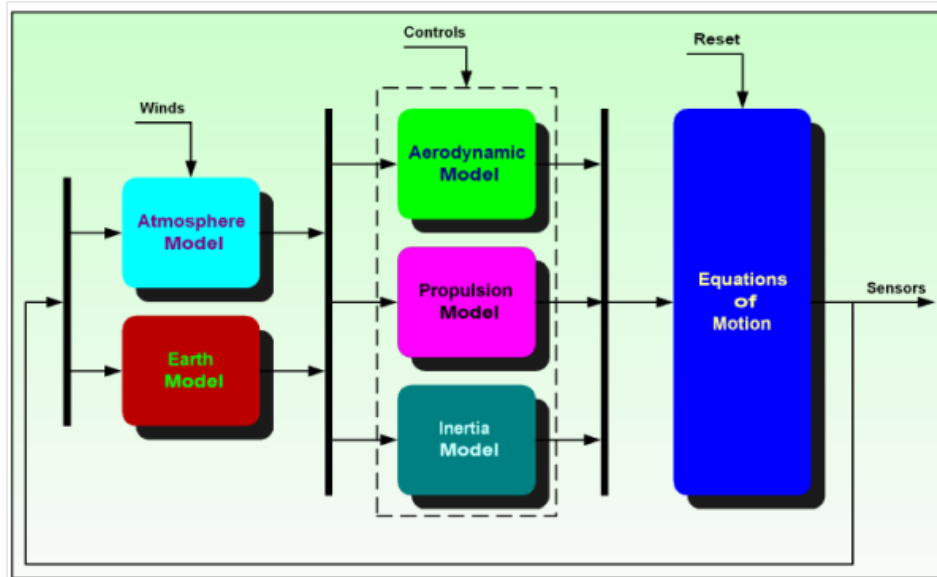 Controls
Reset
Winds
Aerodynamic
Model
Atmosphere
Model
Propulsion
Model
Equations
of
Motion
Sensors
Earth
Model
Inertia
Model